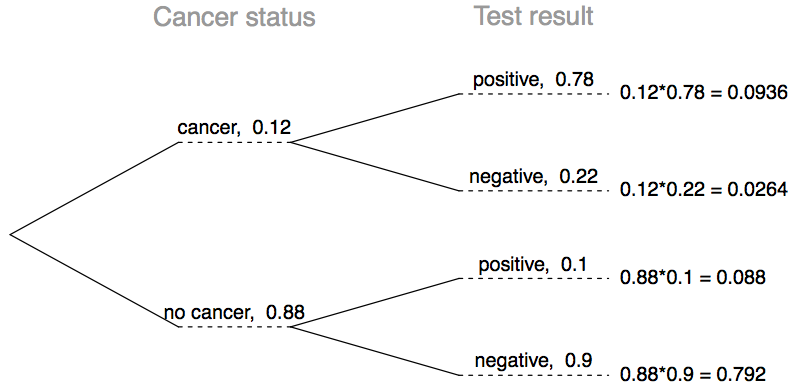 Cancer status
Test result
cancer, 0.12
positive, 0.78
0.12*0.78 = 0.0936
negative, 0.22
0.12*0.22 = 0.0264
no cancer, 0.88
positive, 0.1
0.88*0.1 = 0.088
negative, 0.9
0.88*0.9 = 0.792